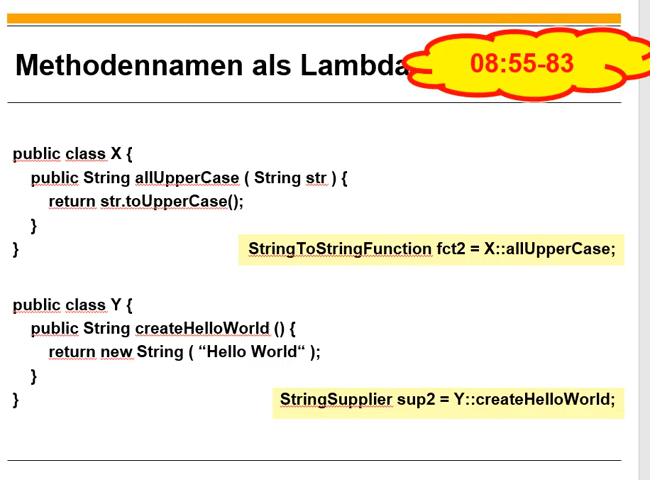 Methodennamen als Lambda
08:55-83
public class X {
public String allUpperCase ( String str ) {
return str.toUpperCase();
}
}
StringToStringFunction fct2 = X::allUpperCase;
public class Y {
public String createHelloWorld () {
return new String ( “Hello World“ );
}
}
StringSupplier sup2 = Y::createHelloWorld;